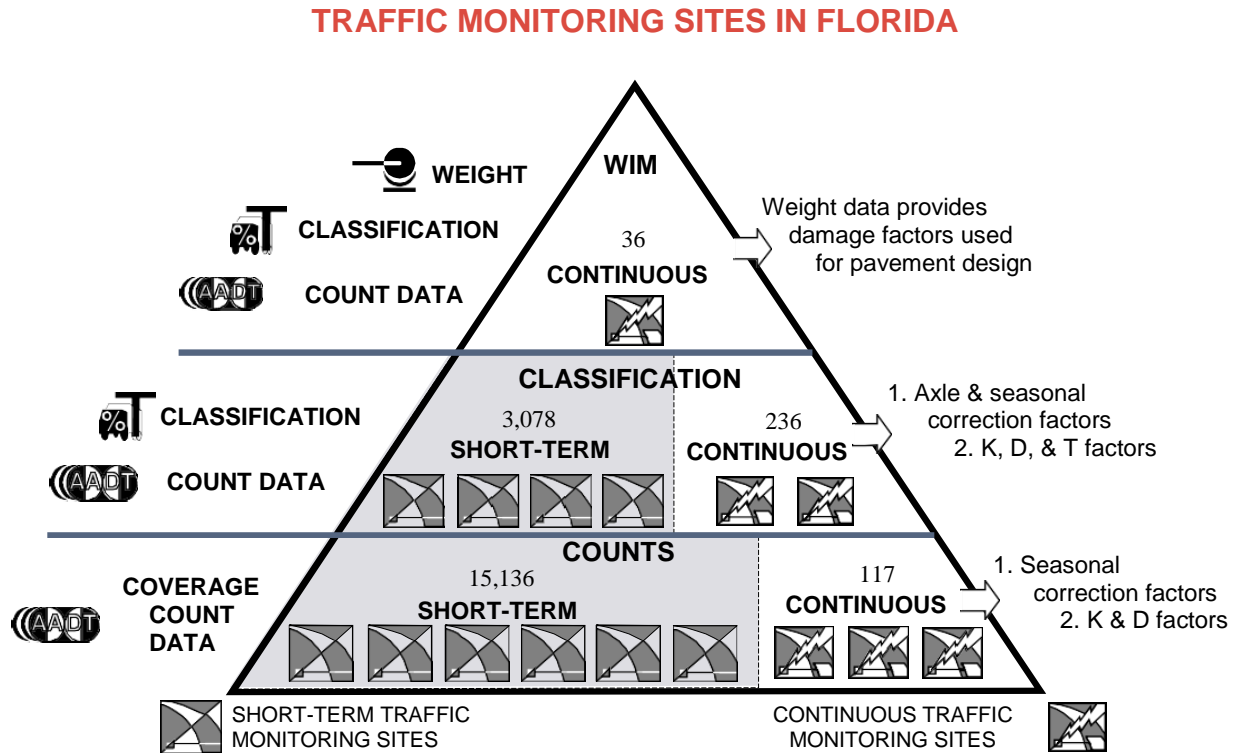 TRAFFIC MONITORING SITES IN FLORIDA
WEIGHT
WIM
% T CLASSIFICATION
AADT COUNT DATA
36
CONTINUOUS
Weight data provides
damage factors used
for pavement design
CLASSIFICATION
% T CLASSIFICATION
AADT COUNT DATA
3,078
SHORT-TERM
236
CONTINUOUS
1. Axle & seasonal
correction factors
2. K, D, & T factors
COUNTS
AADT
COVERAGE
COUNT
DATA
15,136
SHORT-TERM
117
CONTINUOUS
1. Seasonal
correction factors
2. K & D factors
SHORT-TERM TRAFFIC
MONITORING SITES
CONTINUOUS TRAFFIC
MONITORING SITES